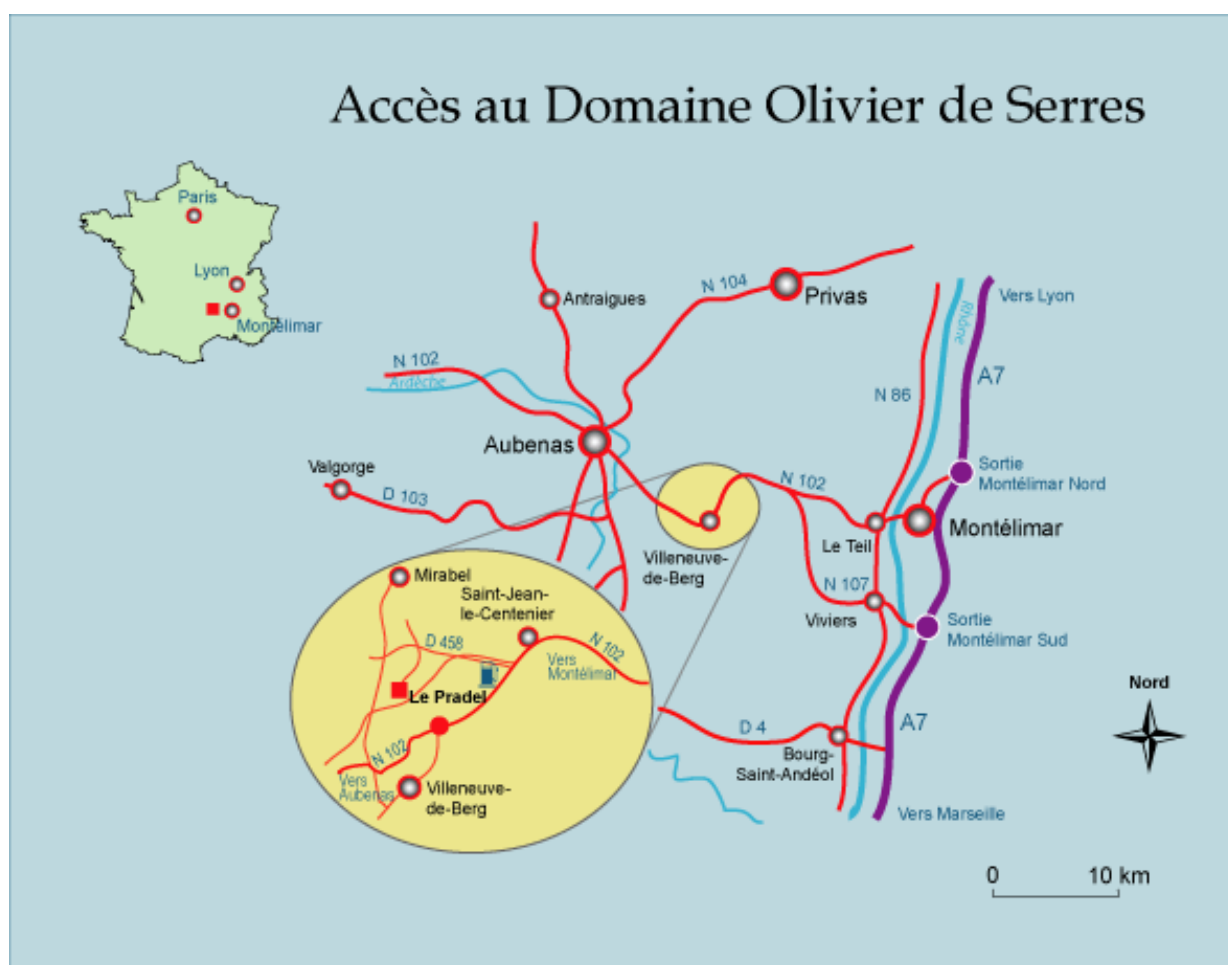 Accès au Domaine Olivier de Serres
Paris
Lyon
Montélimar
Antraigues
N 104
Privas
Vers Lyon
Rhône
N 102
Ardèche
A7
N 86
Aubenas
Valgorge
D 103
N 102
Sortie
Montélimar Nord
Montélimar
Le Teil
Villeneuve-
de-Berg
N 107
Viviers
Sortie
Montélimar Sud
Mirabel
Saint-Jean-
le-Centenier
D 458
N 102
Vers
Montélimar
Le Pradel
N 102
Vers
Aubenas
Villeneuve-
de-Berg
D 4
A7
Bourg-
Saint-Andéol
Vers Marseille
Nord
0 10 km